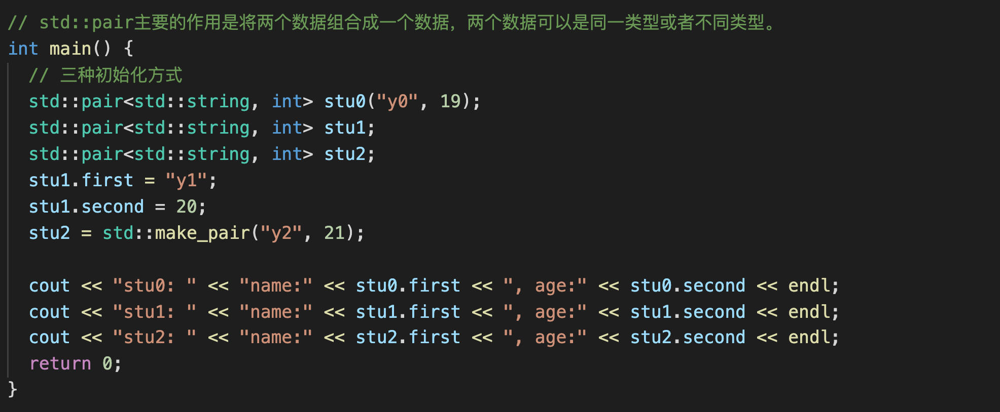 // std::pair主要的作用是将两个数据组合成一个数据，两个数据可以是同一类型或者不同类型。
int main() {
  // 三种初始化方式
  std::pair<std::string, int> stu0("y0", 19);
  std::pair<std::string, int> stu1;
  std::pair<std::string, int> stu2;
  stu1.first = "y1";
  stu1.second = 20;
  stu2 = std::make_pair("y2", 21);

  cout << "stu0: " << "name:" << stu0.first << ", age:" << stu0.second << endl;
  cout << "stu1: " << "name:" << stu1.first << ", age:" << stu1.second << endl;
  cout << "stu2: " << "name:" << stu2.first << ", age:" << stu2.second << endl;
  return 0;
}